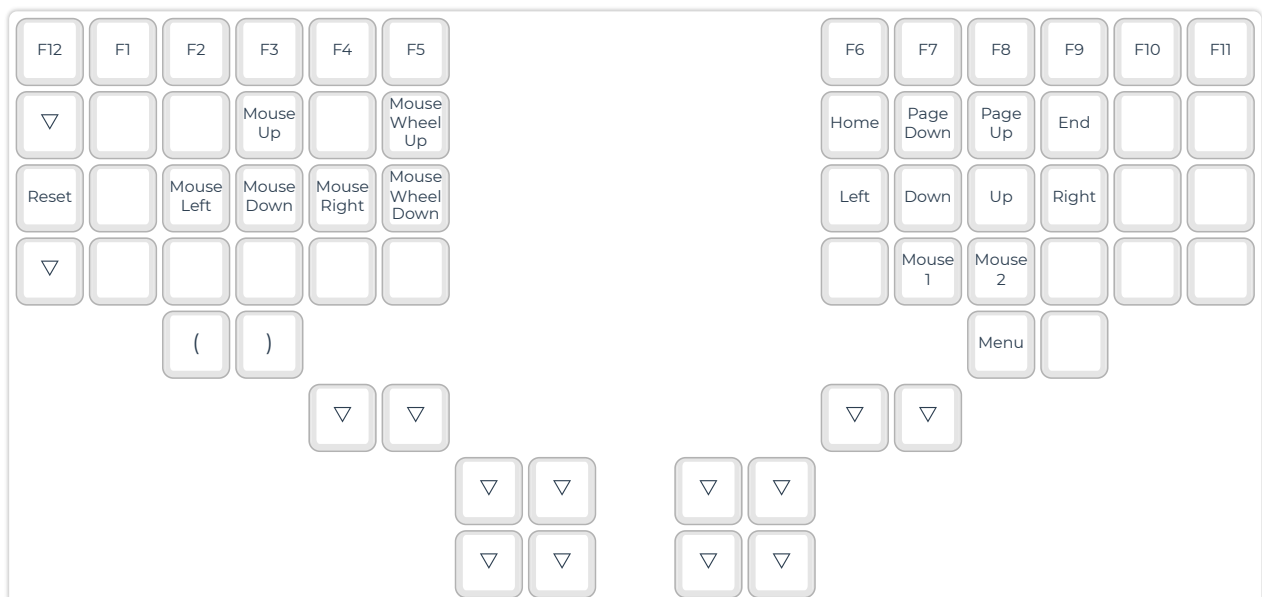 F12 F1 F2 F3 F4 F5 F6 F7 F8 F9 F10 F11
▽ Mouse Up Mouse Wheel Up Home Page Down Page Up End
Reset Mouse Left Mouse Down Mouse Right Mouse Wheel Down Left Down Up Right
▽ Mouse 1 Mouse 2
( ) Menu
▽ ▽ ▽ ▽
▽ ▽ ▽ ▽
▽ ▽ ▽ ▽